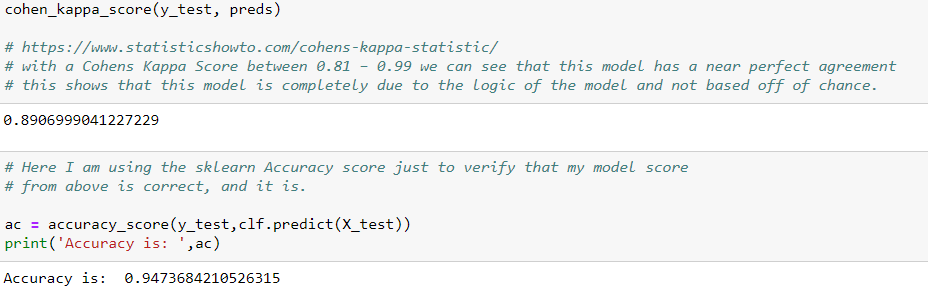 cohen_kappa_score(y_test, preds)
# https://www.statisticshowto.com/cohens-kappa-statistic/
# with a Cohens Kappa Score between 0.81 – 0.99 we can see that this model has a near perfect agreement
# this shows that this model is completely due to the logic of the model and not based off of chance.
0.8906999041227229
# Here I am using the sklearn Accuracy score just to verify that my model score
# from above is correct, and it is.
ac = accuracy_score(y_test,clf.predict(X_test))
print('Accuracy is: ',ac)
Accuracy is:  0.9473684210526315